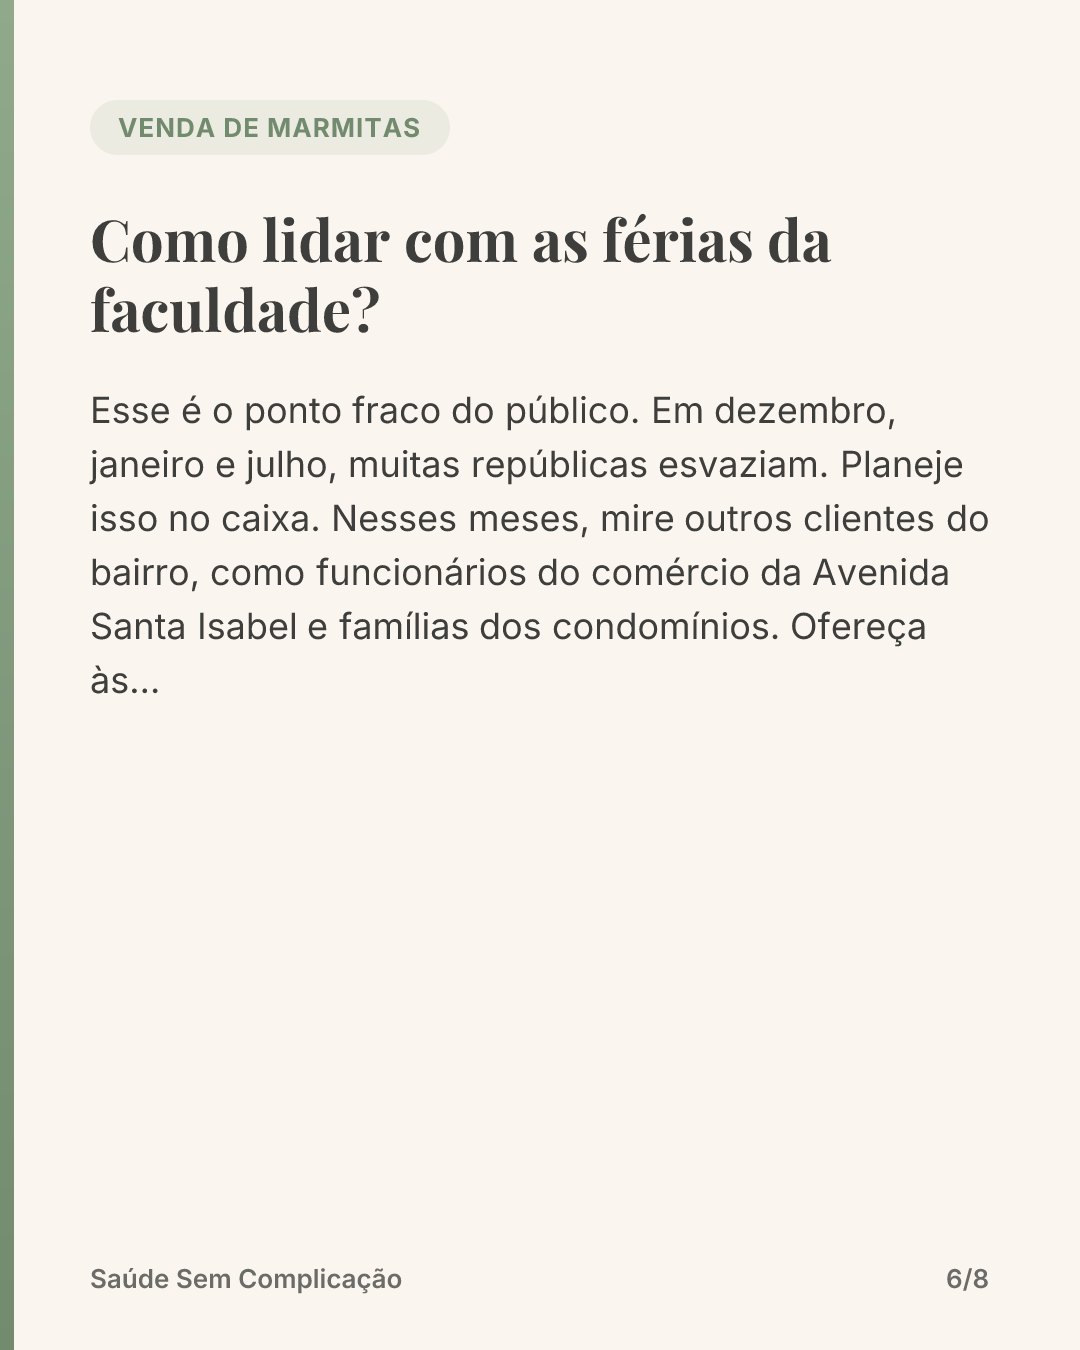 VENDA DE MARMITAS
Como lidar com as férias da
faculdade?
Esse é o ponto fraco do público. Em dezembro,
janeiro e julho, muitas repúblicas esvaziam. Planeje
isso no caixa. Nesses meses, mire outros clientes do
bairro, como funcionários do comércio da Avenida
Santa Isabel e famílias dos condomínios. Ofereça
às...
Saúde Sem Complicação
6/8